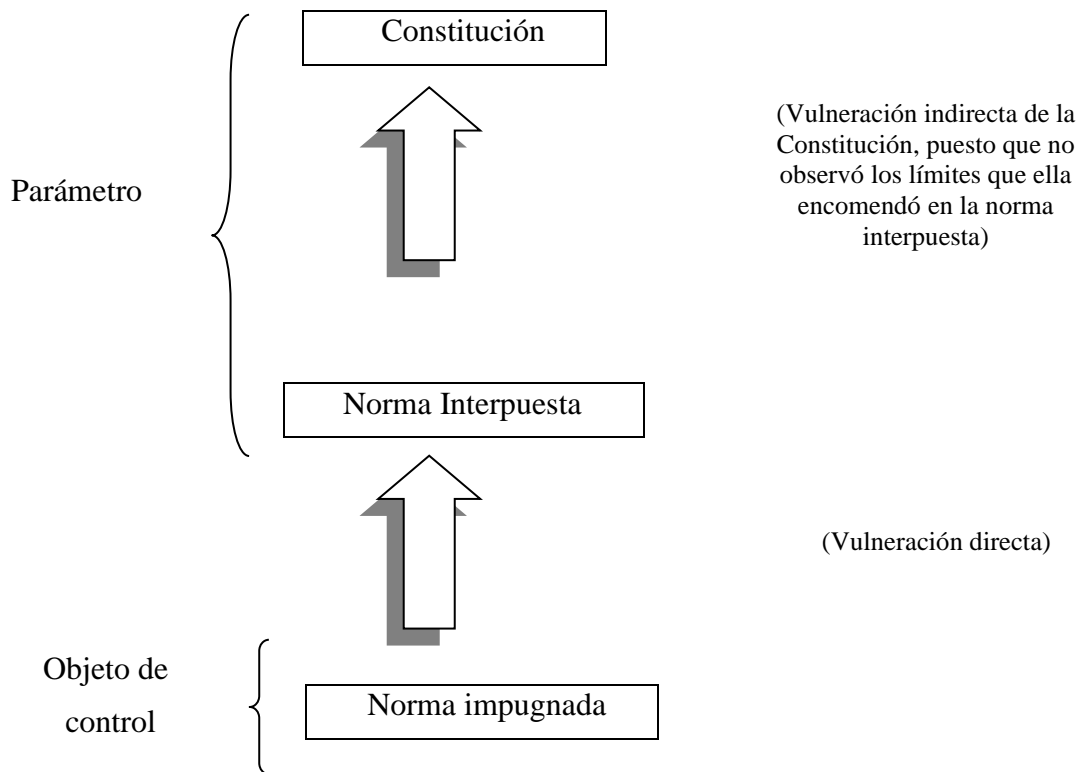 Constitución
(Vulneración indirecta de la
Constitución, puesto que no
observó los límites que ella
encomendó en la norma
interpuesta)
Parámetro
Norma Interpuesta
(Vulneración directa)
Objeto de
control
Norma impugnada